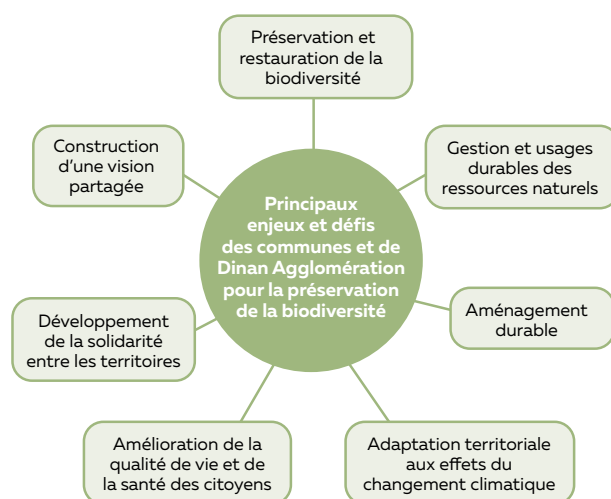 Préservation et
restauration de la
biodiversité
Construction
d'une vision
partagée
Gestion et usages
durables des
ressources naturels
Principaux
enjeux et défis
des communes et de
Dinan Agglomération
pour la préservation
de la biodiversité
Développement
de la solidarité
entre les territoires
Aménagement
durable
Amélioration de la
qualité de vie et de
la santé des citoyens
Adaptation territoriale
aux effets du
changement climatique